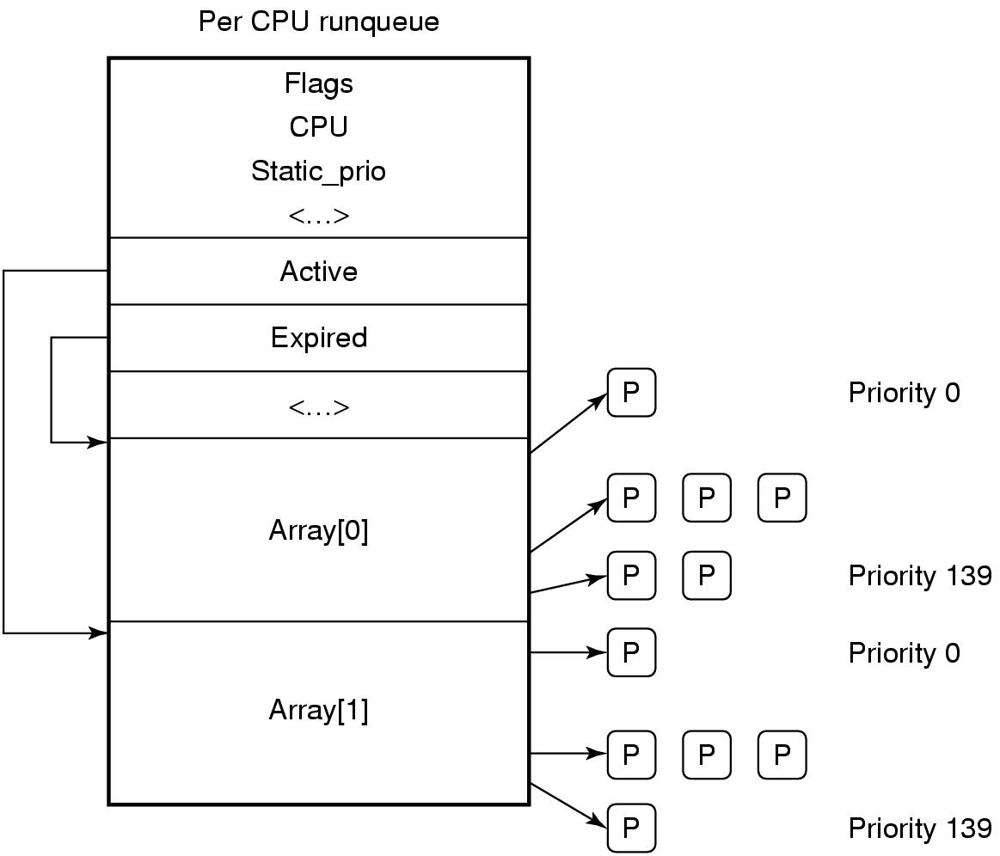 Per CPU runqueue
Flags
CPU
Static_prio
<...>
Active
Expired
<...>
P Priority 0
P P P
Array[0]
P P Priority 139
P Priority 0
Array[1]
P P P
P Priority 139